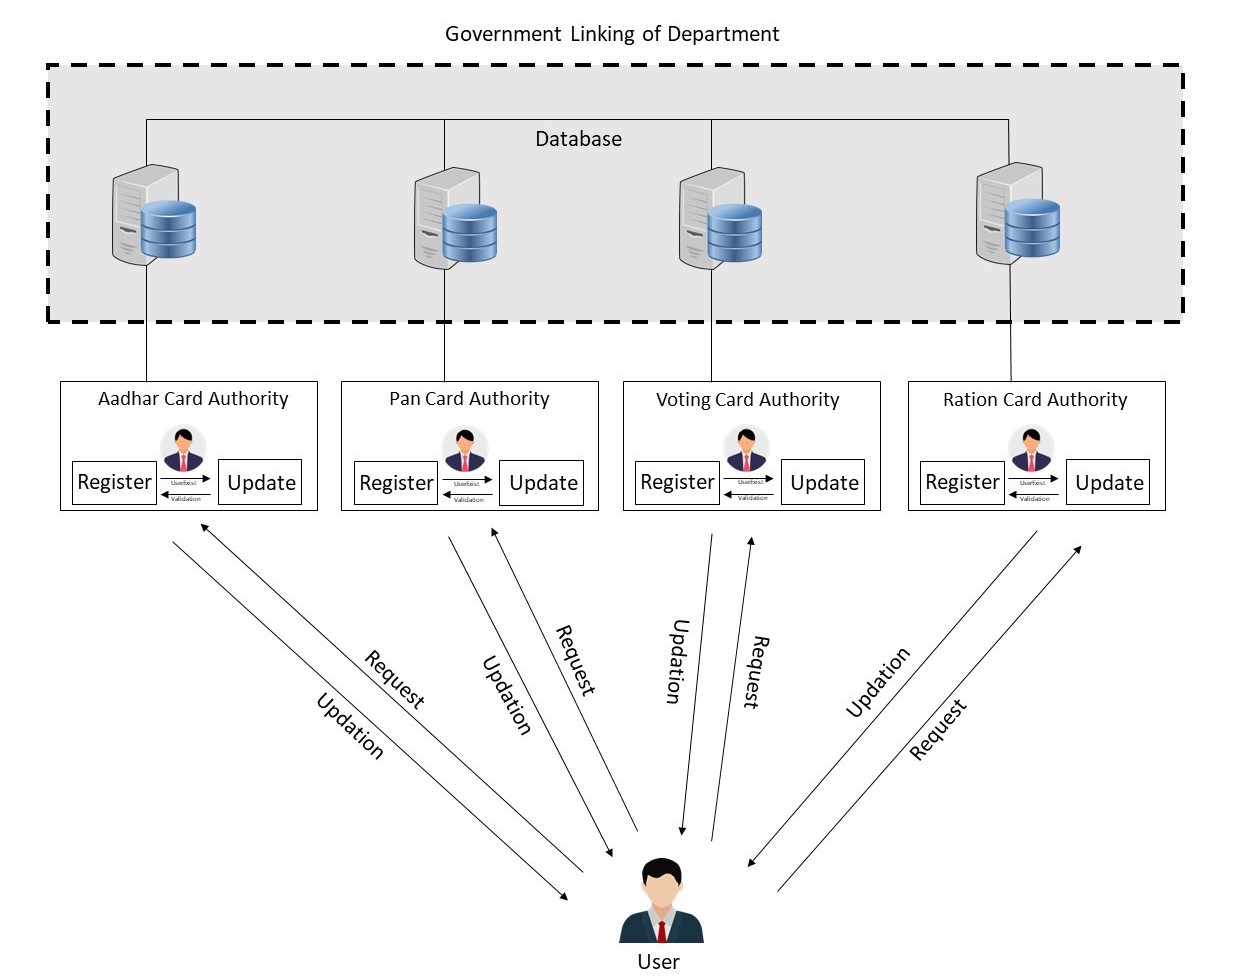 Government Linking of Department
Database
Aadhar Card Authority
Register
UserExist
Validation
Update
Pan Card Authority
Register
UserExist
Validation
Update
Voting Card Authority
Register
UserExist
Validation
Update
Ration Card Authority
Register
UserExist
Validation
Update
Request
Updation
Request
Updation
Updation
Request
Updation
Request
User